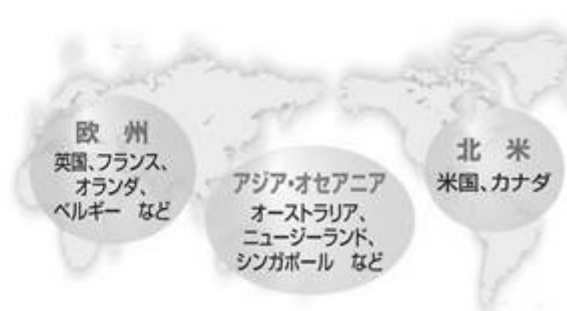 欧 州
英国、フランス、
オランダ、
ベルギー など
アジア・オセアニア
オーストラリア、
ニュージーランド、
シンガポール など
北 米
米国、カナダ